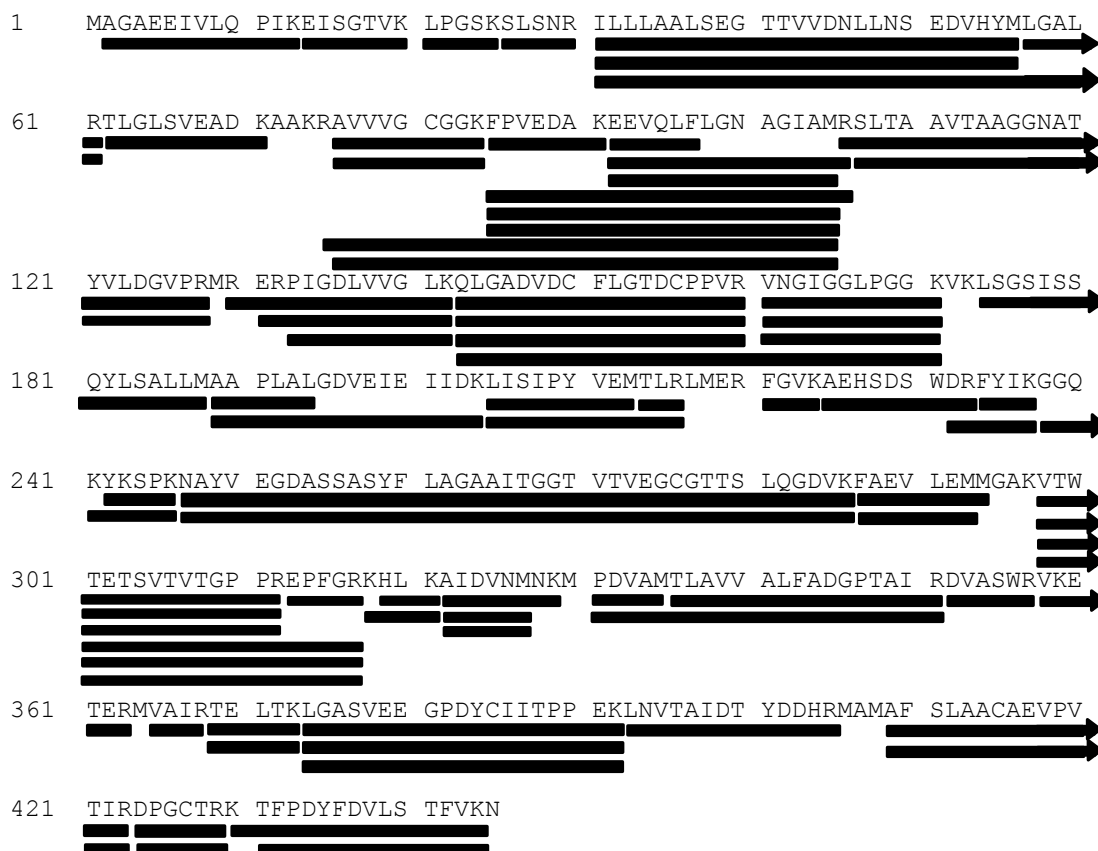 1 MAGAEEIVLQ PIKEISGTVK LPGSKSLSNR ILLLAALSEG TTVVDNLLNS EDVHYMLGAL
61 RTLGLSVEAD KAAKRAVVVG CGGKFPVEDA KEEVQLFLGN AGIAMRSLTA AVTAAGGNAT
121 YVLDGVPRMR ERPIGDLVVG LKQLGADVDC FLGTDCPPVR VNGIGGLPGG KVKLSGSISS
181 QYLSALLMAA PLALGDVEIE IIDKLISIPY VEMTLRLMER FGVKAEHSDS WDRFYIKGGQ
241 KYKSPKNAYV EGDASSASYF LAGAAITGGT VTVEGCGTTS LQGDVKFAEV LEMMGAKVTW
301 TETSVTVTGP PREPFGRKHL KAIDVNMNKM PDVAMTLAVV ALFADGPTAI RDVASWRVKE
361 TERMVAIRTE LTKLGASVEE GPDYCIITPP EKLNVTAIDT YDDHRMAMAF SLAACAEVPV
421 TIRDPGCTRK TFPDYFDVLS TFVKN